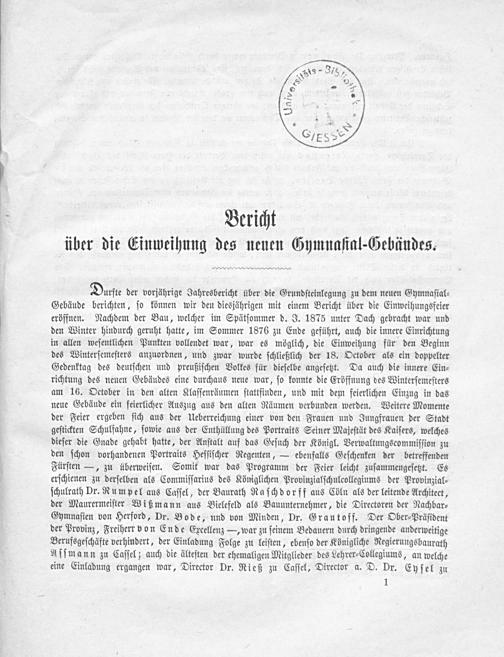 Universitäts-Bibliothek
GIESSEN
Bericht
über die Einweihung des neuen Gymnasial-Gebäudes.
Durfte der vorjährige Jahresbericht über die Grundsteinlegung zu dem neuen Gymnasial-
Gebäude berichten, so können wir den diesjährigen mit einem Bericht über die Einweihungsfeier
eröffnen. Nachdem der Bau, welcher im Spätsommer d. J. 1875 unter Dach gebracht war und
den Winter hindurch geruht hatte, im Sommer 1876 zu Ende geführt, auch die innere Einrichtung
in allen wesentlichen Punkten vollendet war, war es möglich, die Einweihung für den Beginn
des Wintersemesters anzuordnen, und zwar wurde schließlich der 18. October als ein doppelter
Gedenktag des deutschen und preußischen Volkes für dieselbe angesetzt. Da auch die innere Ein-
richtung des neuen Gebäudes eine durchaus neue war, so konnte die Eröffnung des Wintersemesters
am 16. October in den alten Klassenräumen stattfinden, und mit dem feierlichen Einzug in das
neue Gebäude ein feierlicher Auszug aus den alten Räumen verbunden werden. Weitere Momente
der Feier ergaben sich aus der Ueberreichung einer von den Frauen und Jungfrauen der Stadt
gestickten Schulfahne, sowie aus der Enthüllung des Portraits Seiner Majestät des Kaisers, welches
dieser die Gnade gehabt hatte, der Anstalt auf das Gesuch der Königl. Verwaltungscommission zu
den schon vorhandenen Portraits Hessischer Regenten, — ebenfalls Geschenken der betreffenden
Fürsten —, zu überweisen. Somit war das Programm der Feier leicht zusammengesetzt. Es
erschienen zu derselben als Commissarius des Königlichen Provinzialschulcollegiums der Provinzial-
schulrath Dr. Rumpel aus Cassel, der Baurath Raschdorff aus Cöln als der leitende Architect,
der Maurermeister Wißmann aus Bielefeld als Bauunternehmer, die Directoren der Nachbar-
Gymnasien von Herford, Dr. Bode, und von Minden, Dr. Grautoff. Der Ober-Präsident
der Provinz, Freiherr von Ende Excellenz —, war zu seinem Bedauern durch dringende anderweitige
Berufsgeschäfte verhindert, der Einladung Folge zu leisten, ebenso der Königliche Regierungsbaurath
Assmann zu Cassel; auch die ältesten der ehemaligen Mitglieder des Lehrer-Collegiums, an welche
eine Einladung ergangen war, Director Dr. Rieß zu Cassel, Director a. D. Dr. Eysel zu
1